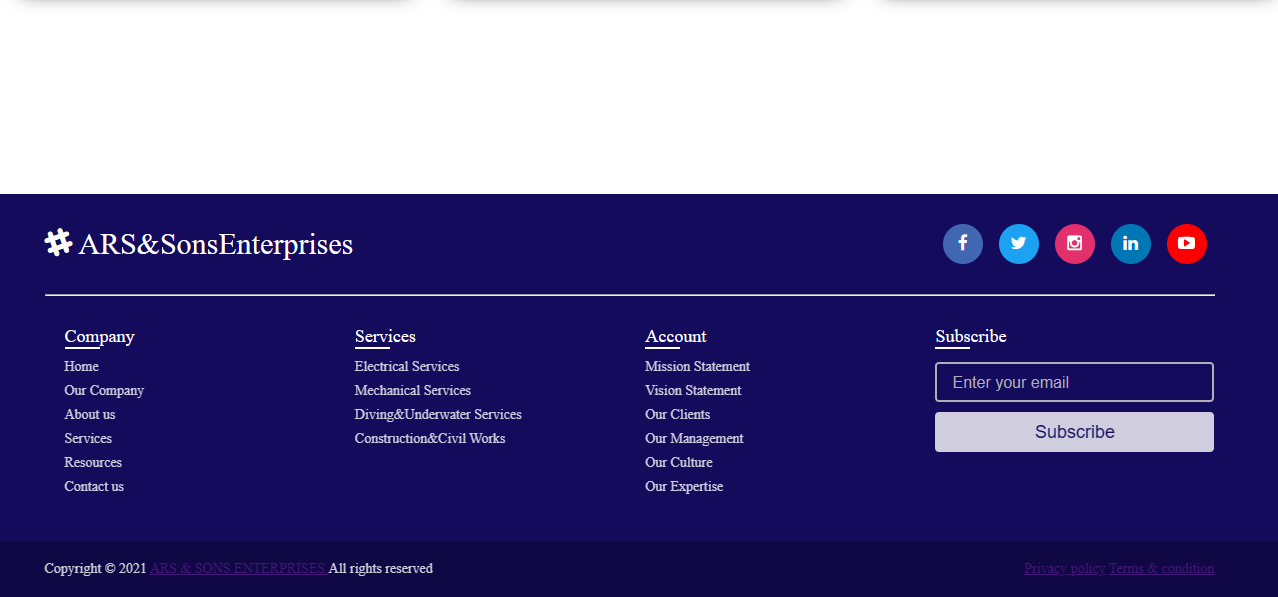 ARS&SonsEnterprises
Company
Home
Our Company
About us
Services
Resources
Contact us
Services
Electrical Services
Mechanical Services
Diving&Underwater Services
Construction&Civil Works
Account
Mission Statement
Vision Statement
Our Clients
Our Management
Our Culture
Our Expertise
Subscribe
Enter your email
Subscribe
Copyright © 2021 ARS & SONS ENTERPRISES All rights reserved
Privacy policy Terms & condition